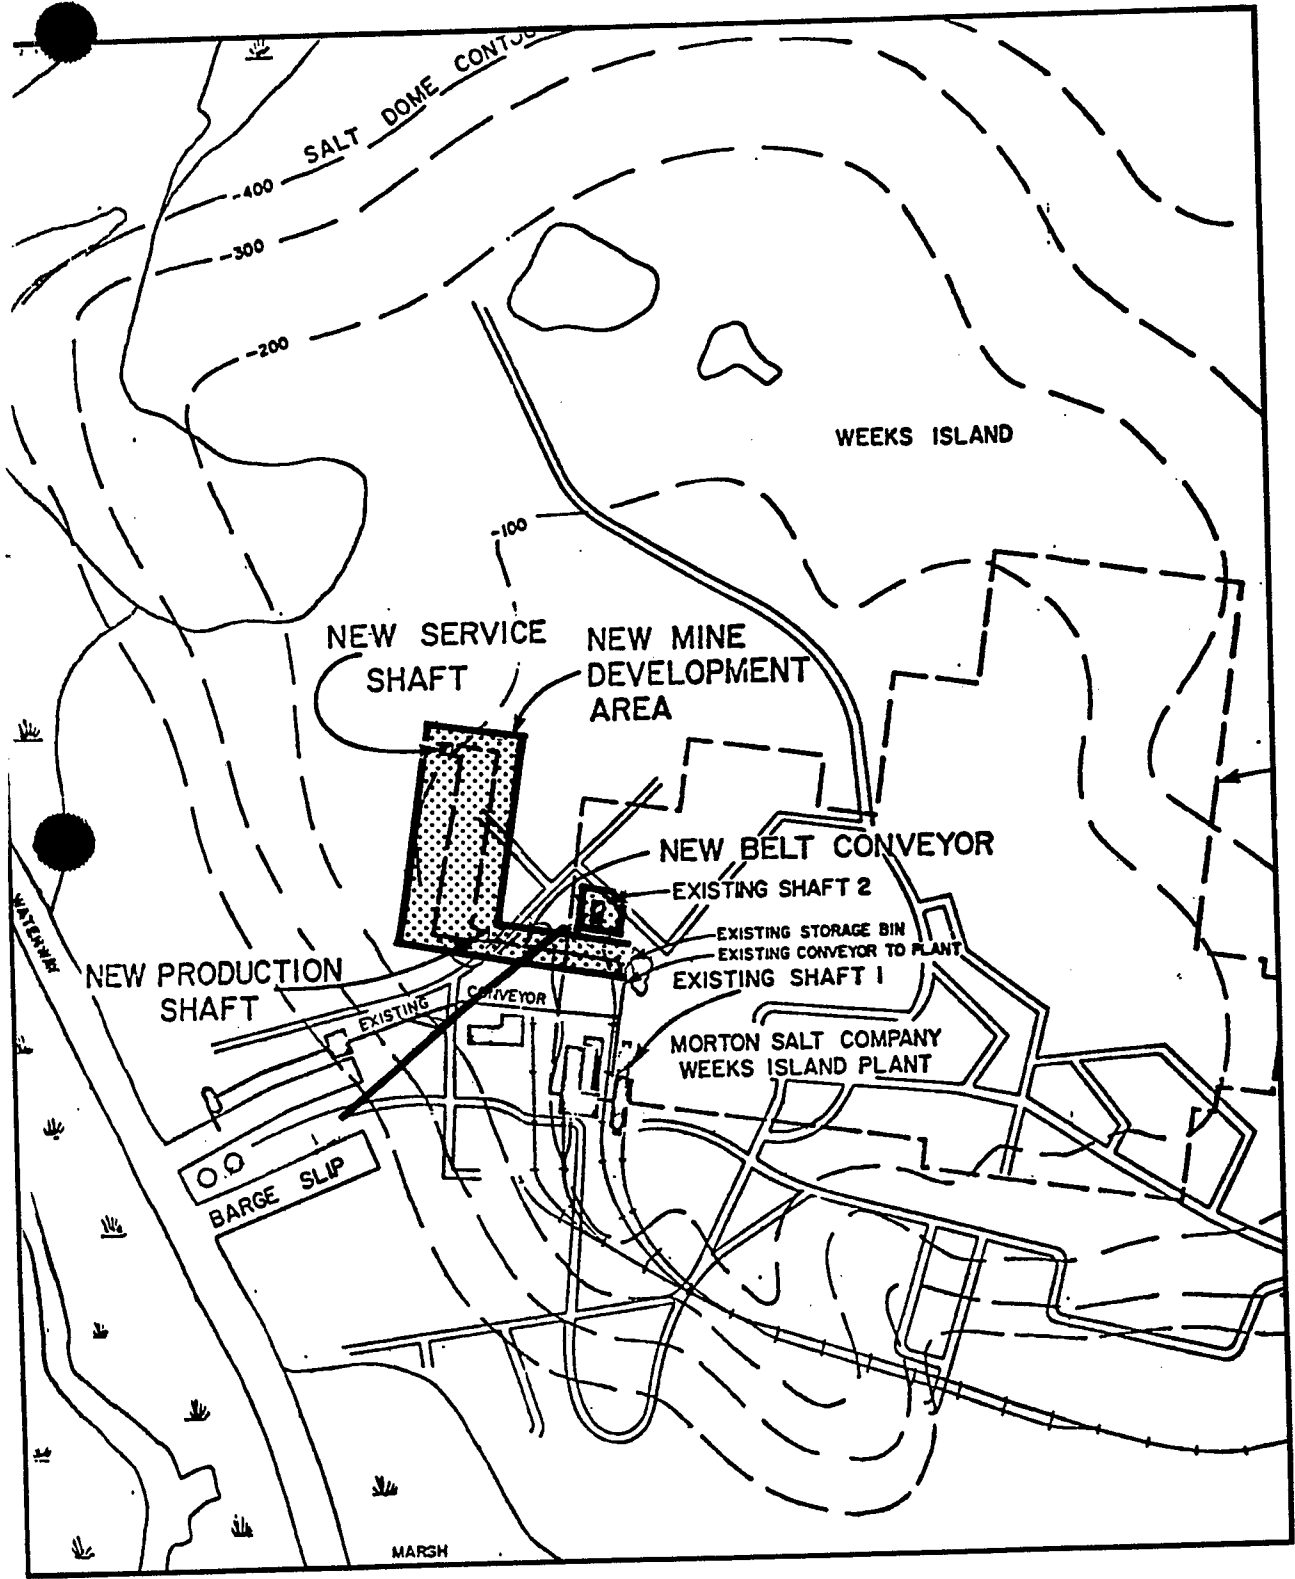 SALT DOME CONTOU
-400
-300
-200
WEEKS ISLAND
-100
NEW SERVICE
SHAFT
NEW MINE
DEVELOPMENT
AREA
NEW BELT CONVEYOR
EXISTING SHAFT 2
EXISTING STORAGE BIN
EXISTING CONVEYOR TO PLANT
EXISTING SHAFT 1
WATERWAY
NEW PRODUCTION
SHAFT
EXISTING CONVEYOR
MORTON SALT COMPANY
WEEKS ISLAND PLANT
BARGE SLIP
MARSH